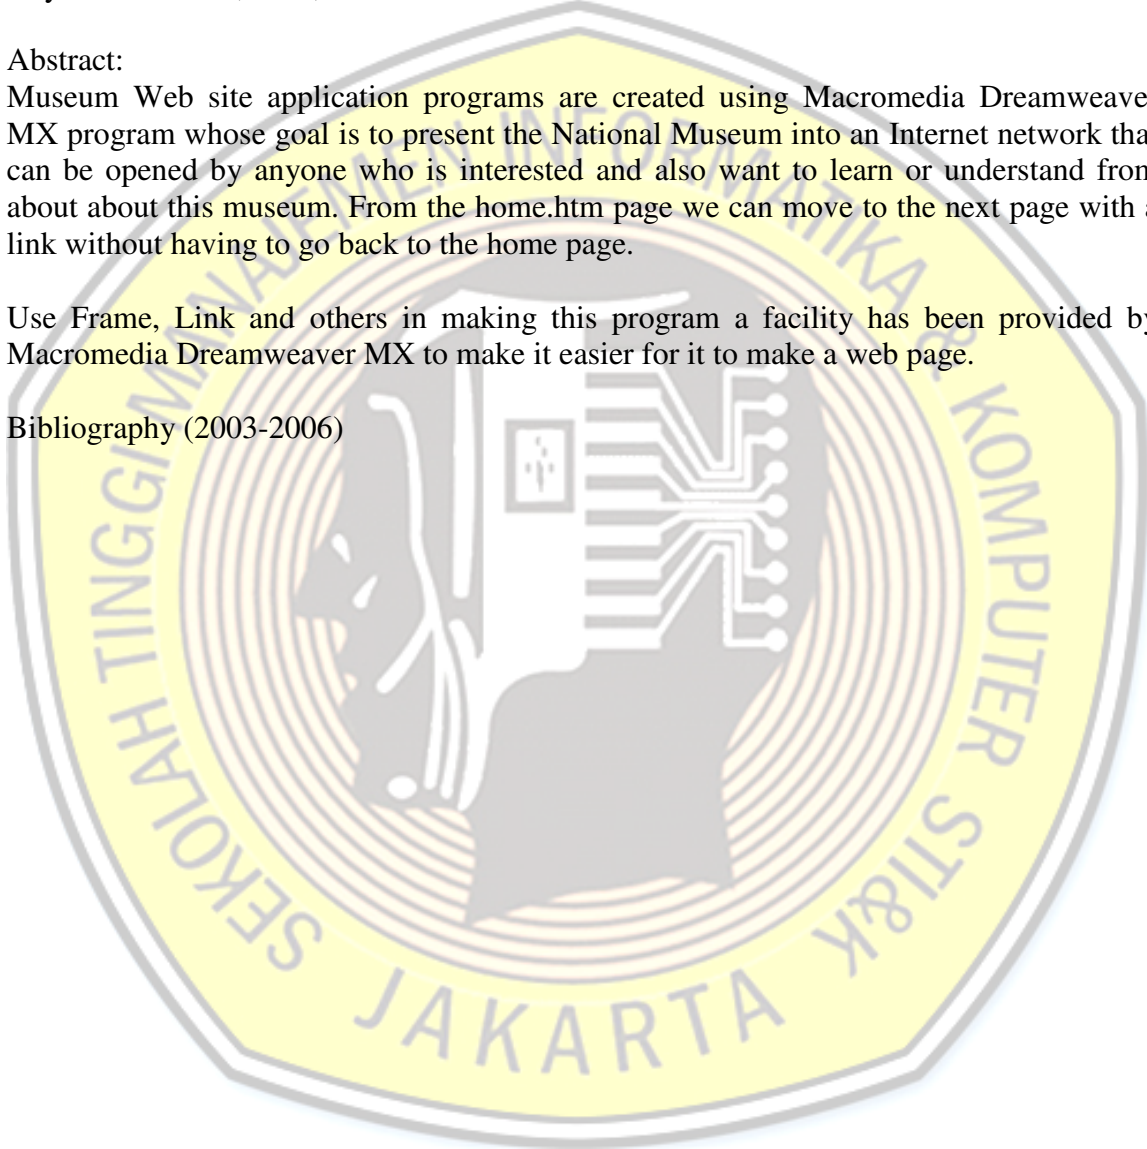 Abstract:
Museum Web site application programs are created using Macromedia Dreamweave
MX program whose goal is to present the National Museum into an Internet network tha
can be opened by anyone who is interested and also want to learn or understand from
about about this museum. From the home.htm page we can move to the next page with a
link without having to go back to the home page.
Use Frame, Link and others in making this program a facility has been provided by
Macromedia Dreamweaver MX to make it easier for it to make a web page.
Bibliography (2003-2006)
SEKOLAH TINGGI MANAJEMEN INFORMATIKA & KOMPUTER STI&K
JAKARTA